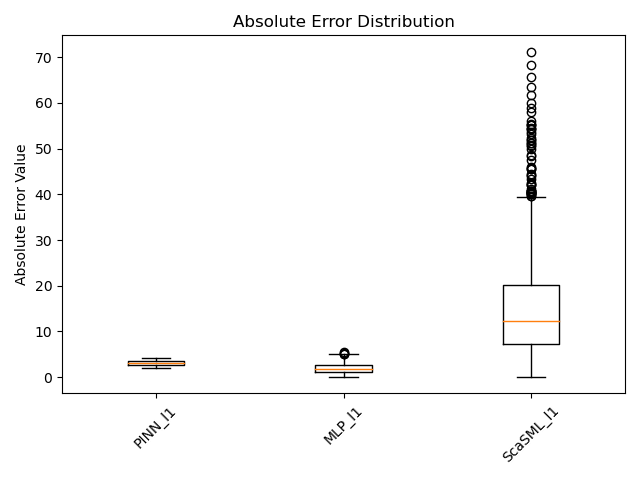 Absolute Error Distribution
Absolute Error Value
70
60
50
40
30
20
10
0
PINN_l1
MLP_l1
ScaSML_l1